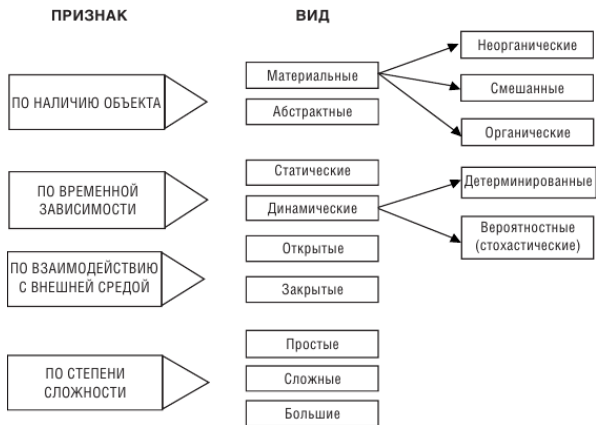 ПРИЗНАК
ВИД
ПО НАЛИЧИЮ ОБЪЕКТА
Материальные
Абстрактные
Неорганические
Смешанные
Органические
ПО ВРЕМЕННОЙ
ЗАВИСИМОСТИ
Статические
Динамические
Детерминированные
Вероятностные
(стохастические)
ПО ВЗАИМОДЕЙСТВИЮ
С ВНЕШНЕЙ СРЕДОЙ
Открытые
Закрытые
ПО СТЕПЕНИ
СЛОЖНОСТИ
Простые
Сложные
Большие